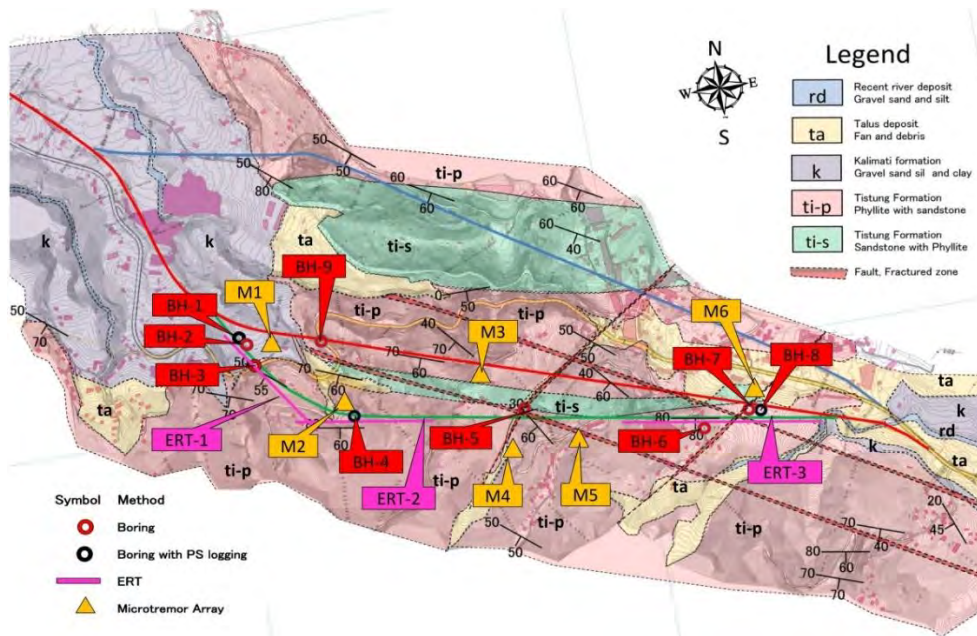 N
W
E
S
Legend
rd
Recent river deposit
Gravel sand and silt
ta
Talus deposit
Fan and debris
k
Kalimati formation
Gravel sand sil and clay
ti-p
Tistung Formation
Phyllite with sandstone
ti-s
Tistung Formation
Sandstone with Phyllite
Fault, Fractured zone
50
50
60
50
80
ti-p
60
60
60
40
k
k
ta
ti-s
BH-9
M1
BH-1
BH-2
BH-3
50
70
ti-p
0
50
70
40
70
M3
60
ti-p
50
50
60
M6
BH-7
BH-8
50
55
70
70
60
60
30
ti-s
80
80
ta
k
rd
ta
k
ta
ERT-1
M2
60
BH-4
BH-5
60
BH-6
ERT-3
ti-p
ERT-2
ti-p
M4
M5
ta
ti-p
50
ti-p
20
45
70
40
80
60
60
70
Symbol Method
Boring
Boring with PS logging
ERT
Microtremor Array